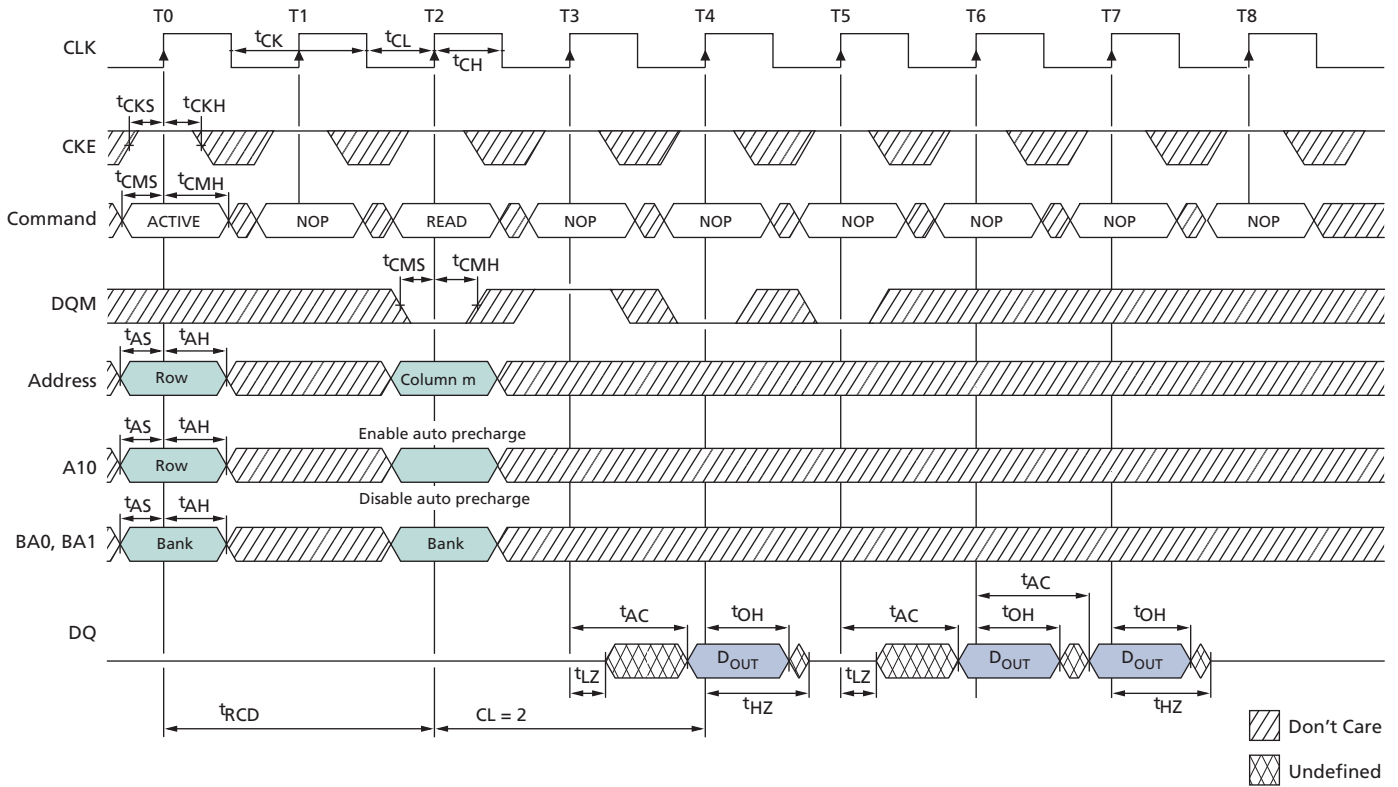 T0 T1 T2 T3 T4 T5 T6 T7 T8
CLK
tCK tCL
tCH
tCKS tCKH
CKE
tCMS tCMH
Command ACTIVE NOP READ NOP NOP NOP NOP NOP NOP
tCMS tCMH
DQM
tAS tAH
Address Row Column m
tAS tAH Enable auto precharge
A10 Row
tAS tAH Disable auto precharge
BA0, BA1 Bank Bank
tAC
tAC tOH tAC tOH tOH
DQ
DOUT DOUT DOUT
tLZ tLZ
tHZ tHZ
tRCD CL = 2
Don't Care
Undefined